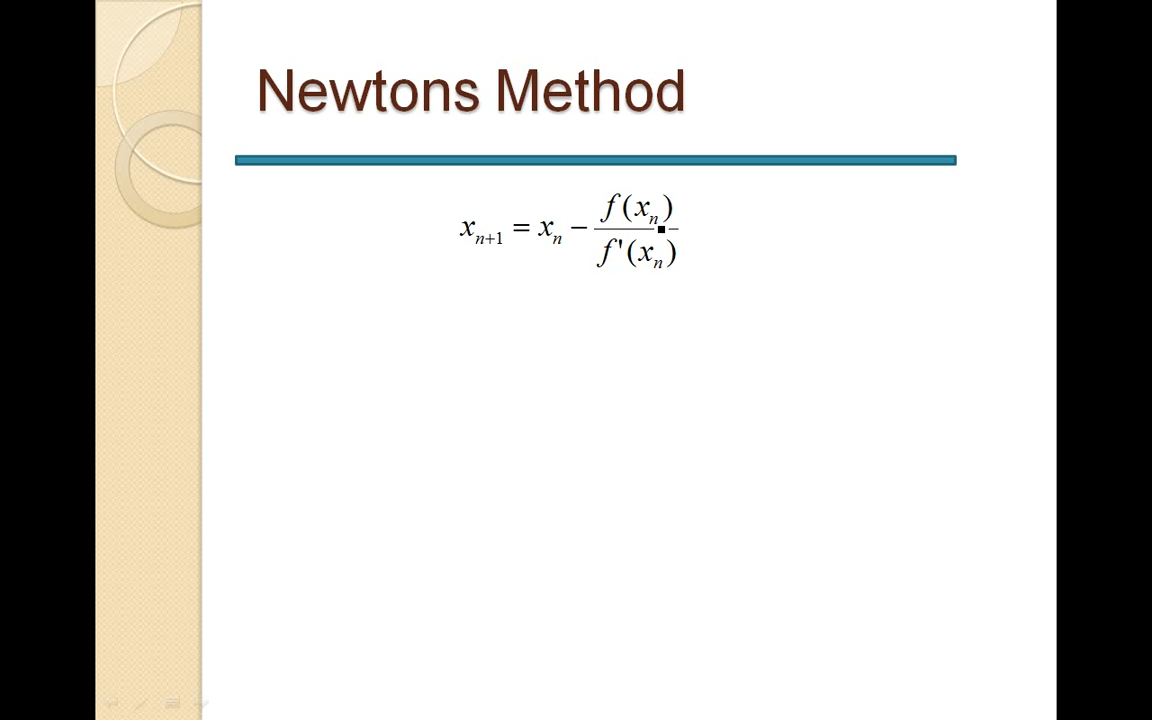 Newtons Method
x_{n+1} = x_n − f(x_n) / f'(x_n)